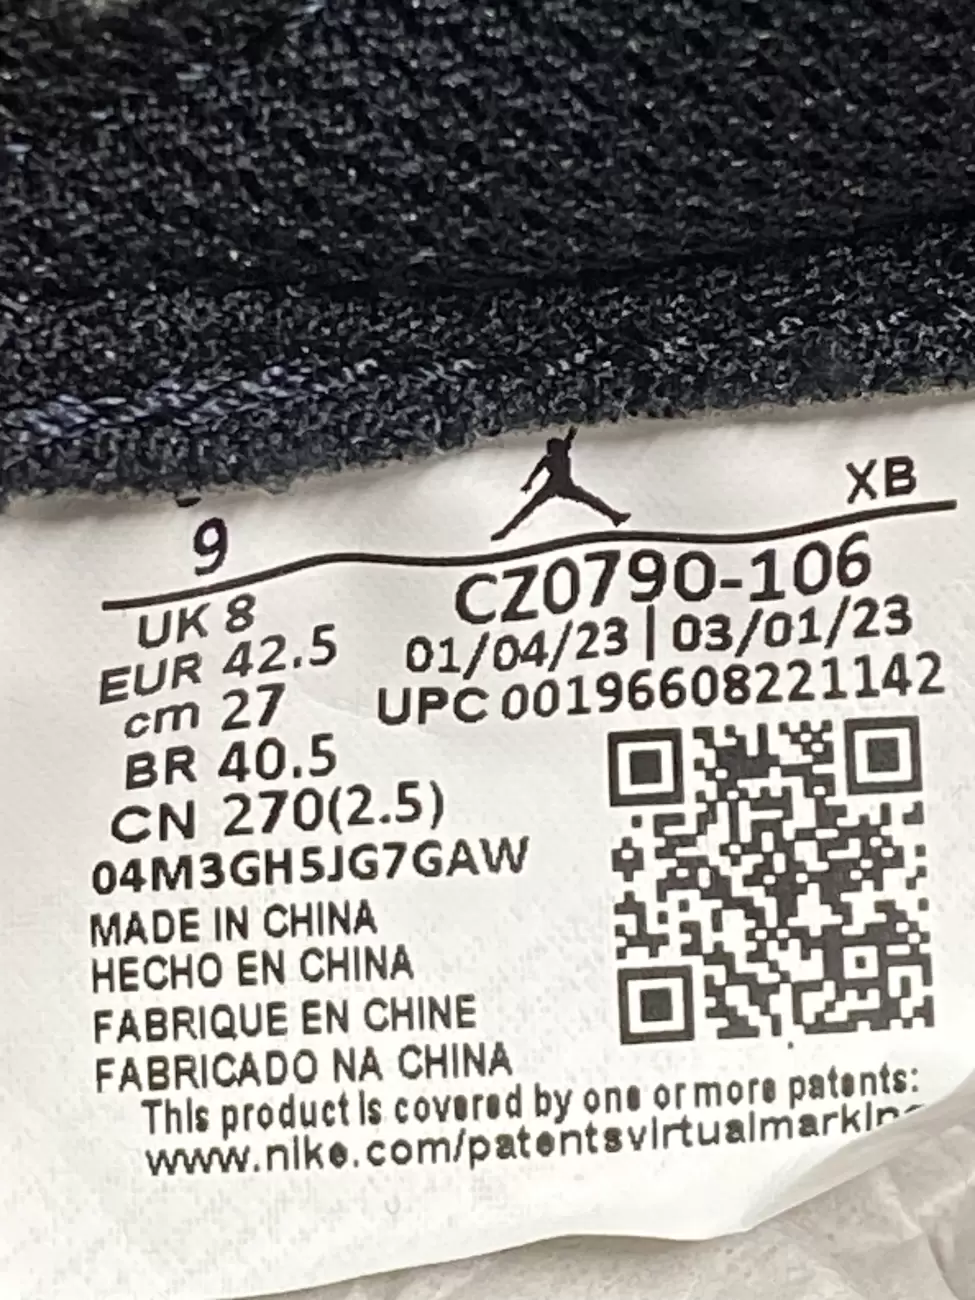 9
XB
UK 8
CZ0790-106
EUR 42.5
01/04/23 | 03/01/23
cm 27
UPC 00196608221142
BR 40.5
CN 270(2.5)
04M3GH5JG7GAW
MADE IN CHINA
HECHO EN CHINA
FABRIQUE EN CHINE
FABRICADO NA CHINA
This product is covered by one or more patents:
www.nike.com/patentsvirtualmarkin